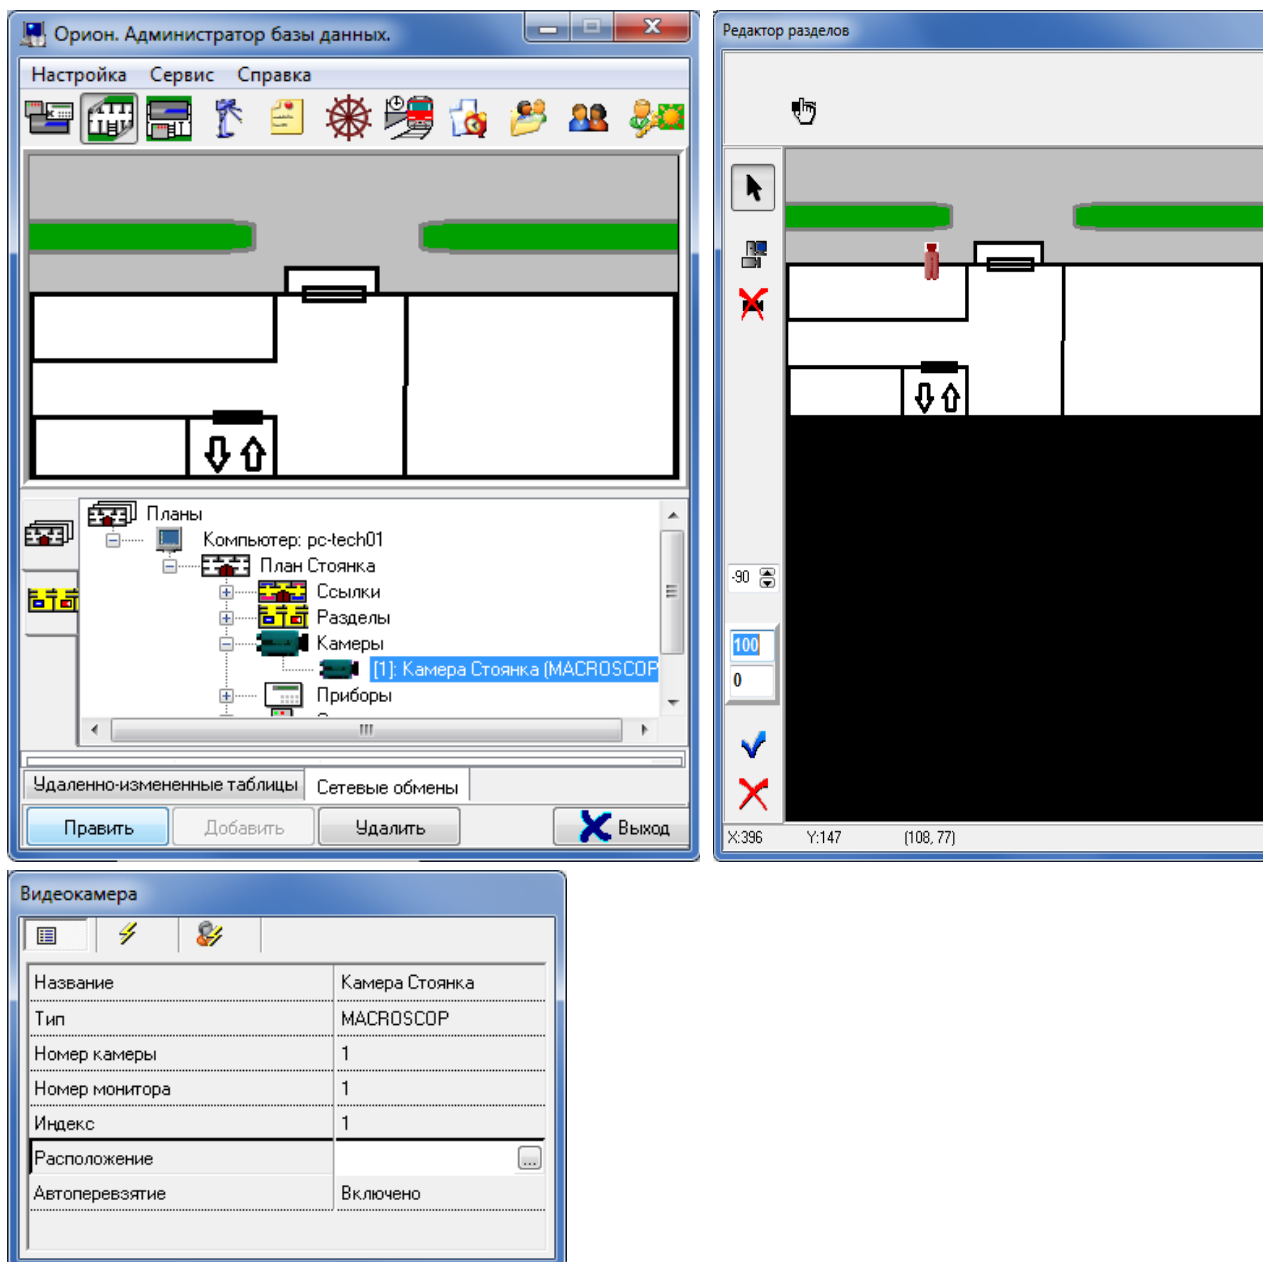 Орион. Администратор базы данных.
Настройка Сервис Справка
Планы
Компьютер: pc-tech01
План Стоянка
Ссылки
Разделы
Камеры
[1]: Камера Стоянка (MACROSCOP
Приборы
Удаленно-измененные таблицы Сетевые обмены
Править Добавить Удалить Выход
Редактор разделов
-90
100
0
X:396 Y:147 (108, 77)
Видеокамера
Название Камера Стоянка
Тип MACROSCOP
Номер камеры 1
Номер монитора 1
Индекс 1
Расположение ...
Автоперевзятие Включено